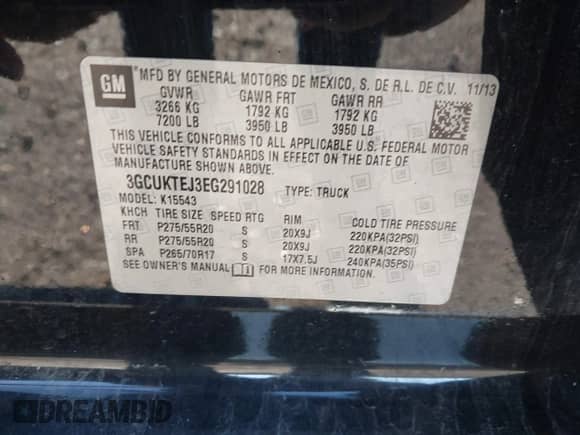 GM
MFD BY GENERAL MOTORS DE MEXICO, S. DE R.L. DE C.V. 11/13
GVWR GAWR FRT GAWR RR
3266 KG 1792 KG 1792 KG
7200 LB 3950 LB 3950 LB
THIS VEHICLE CONFORMS TO ALL APPLICABLE U.S. FEDERAL MOTOR
VEHICLE SAFETY STANDARDS IN EFFECT ON THE DATE OF
MANUFACTURE SHOWN ABOVE.
3GCUKTEJ3EG291028 TYPE: TRUCK
MODEL: K15543
KHCH TIRE SIZE SPEED RTG RIM COLD TIRE PRESSURE
FRT P275/55R20 S 20X9J 220KPA(32PSI)
RR P275/55R20 S 20X9J 220KPA(32PSI)
SPA P265/70R17 S 17X7.5J 240KPA(35PSI)
SEE OWNER'S MANUAL FOR MORE INFORMATION.
DREAMBID